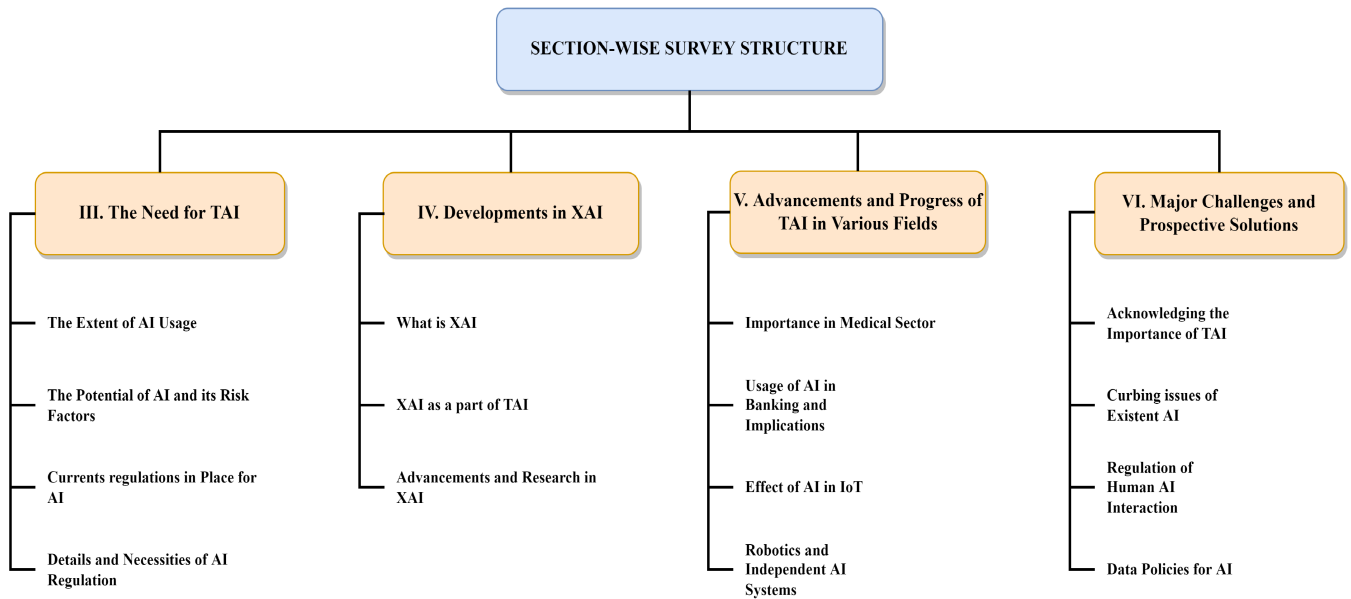 SECTION-WISE SURVEY STRUCTURE
III. The Need for TAI
The Extent of AI Usage
The Potential of AI and its Risk
Factors
Currents regulations in Place for
AI
Details and Necessities of AI
Regulation
IV. Developments in XAI
What is XAI
XAI as a part of TAI
Advancements and Research in
XAI
V. Advancements and Progress of
TAI in Various Fields
Importance in Medical Sector
Usage of AI in
Banking and
Implications
Effect of AI in IoT
Robotics and
Independent AI
Systems
VI. Major Challenges and
Prospective Solutions
Acknowledging the
Importance of TAI
Curbing issues of
Existent AI
Regulation of
Human AI
Interaction
Data Policies for AI